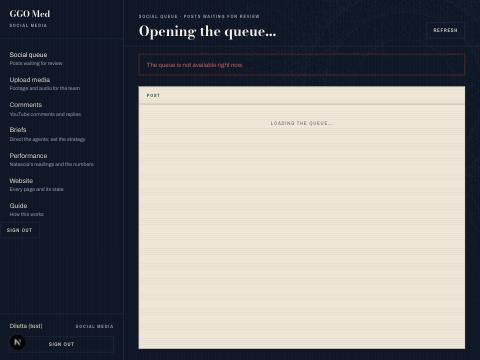 GGO Med
SOCIAL MEDIA
Social queue
Posts waiting for review
Upload media
Footage and audio for the team
Comments
YouTube comments and replies
Briefs
Direct the agents; set the strategy
Performance
Natascia's readings and the numbers
Website
Every page and its state
Guide
How this works
SIGN OUT
Diletta (test)
SOCIAL MEDIA
N
SIGN OUT
SOCIAL QUEUE · POSTS WAITING FOR REVIEW
Opening the queue...
REFRESH
The queue is not available right now.
POST
LOADING THE QUEUE...